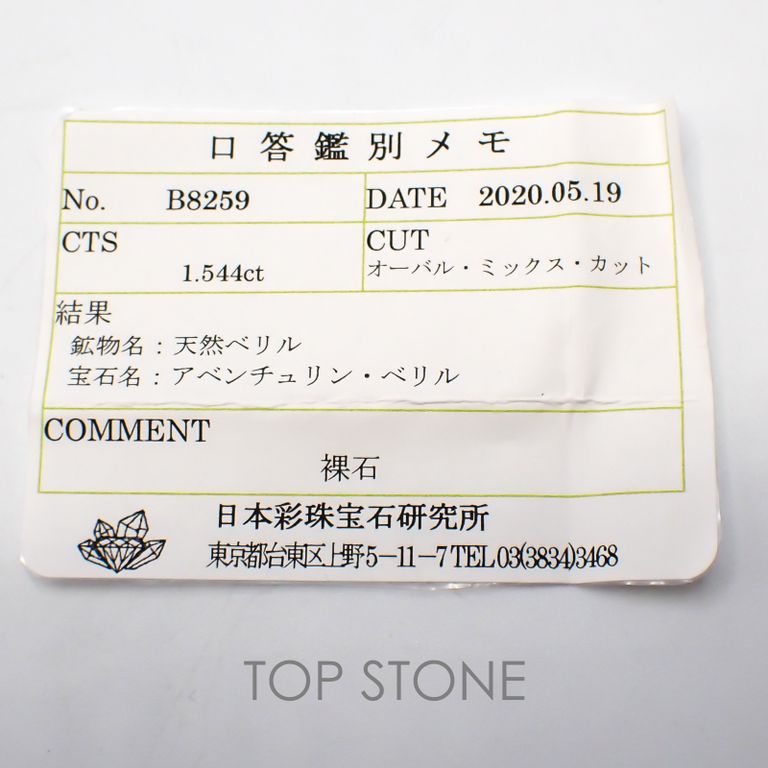 口答鑑別メモ
No. B8259 DATE 2020.05.19
CTS CUT
1.544ct オーバル・ミックス・カット
結果
鉱物名：天然ベリル
宝石名：アベンチュリン・ベリル
COMMENT
裸石
日本彩珠宝石研究所
東京都台東区上野5－11－7 TEL03(3834)3468
TOP STONE